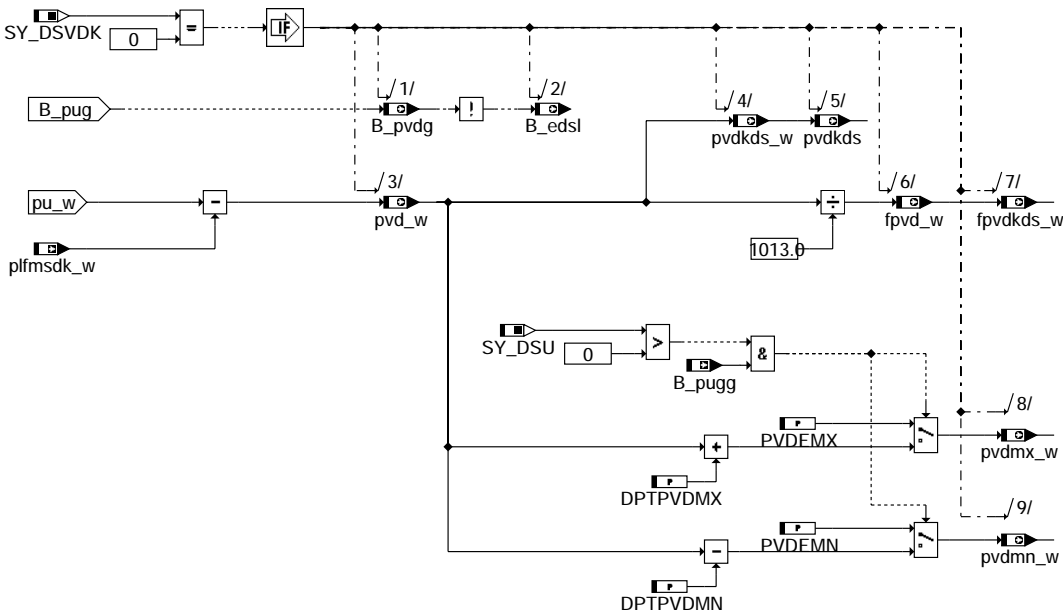 SY_DSVDK
0
=
IF
B_pug
/1/
B_pvdg
!
/2/
B_edsl
/4/
pvdkds_w
/5/
pvdkds
pu_w
plfmsdk_w
-
/3/
pvd_w
÷
1013.0
/6/
fpvd_w
/7/
fpvdkds_w
SY_DSU
0
>
B_pugg
&
PVDEMX
P
+
DPTPVDMX
P
/8/
pvdmx_w
PVDEMN
P
-
DPTPVDMN
P
/9/
pvdmn_w